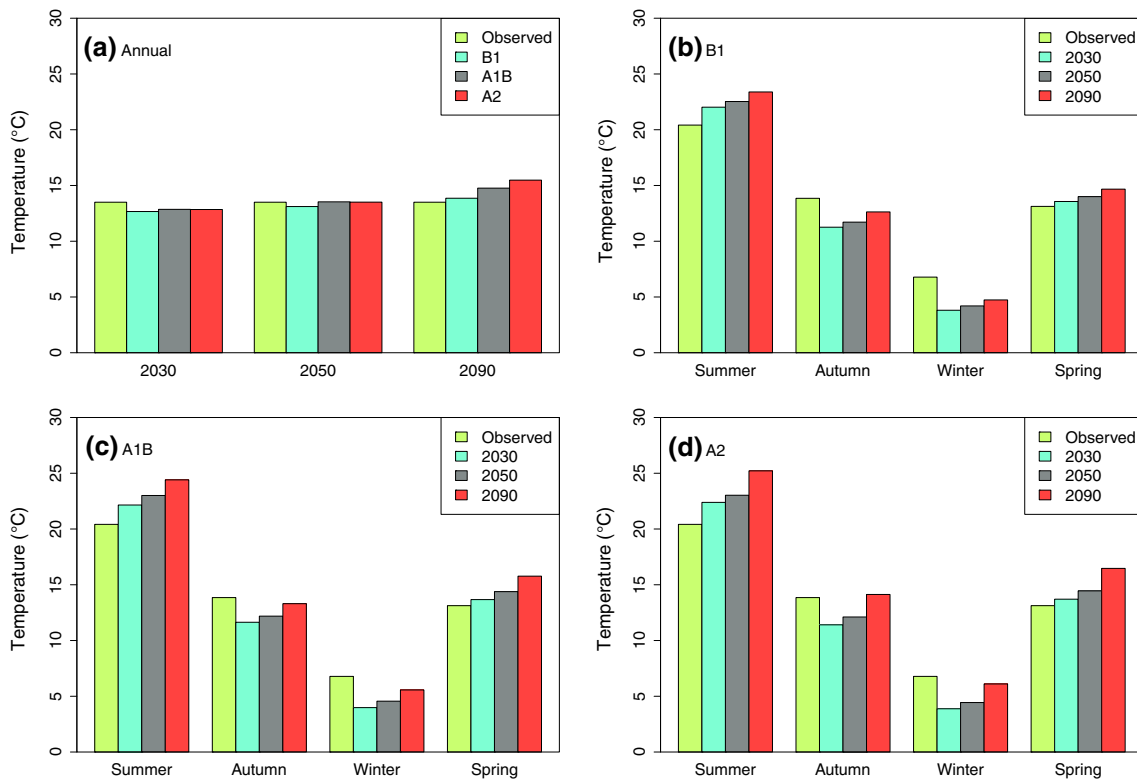 (a) Annual
Observed
B1
A1B
A2
Temperature (°C)
0
5
10
15
20
25
30
2030
2050
2090
(b) B1
Observed
2030
2050
2090
Temperature (°C)
0
5
10
15
20
25
30
Summer
Autumn
Winter
Spring
(c) A1B
Observed
2030
2050
2090
Temperature (°C)
0
5
10
15
20
25
30
Summer
Autumn
Winter
Spring
(d) A2
Observed
2030
2050
2090
Temperature (°C)
0
5
10
15
20
25
30
Summer
Autumn
Winter
Spring